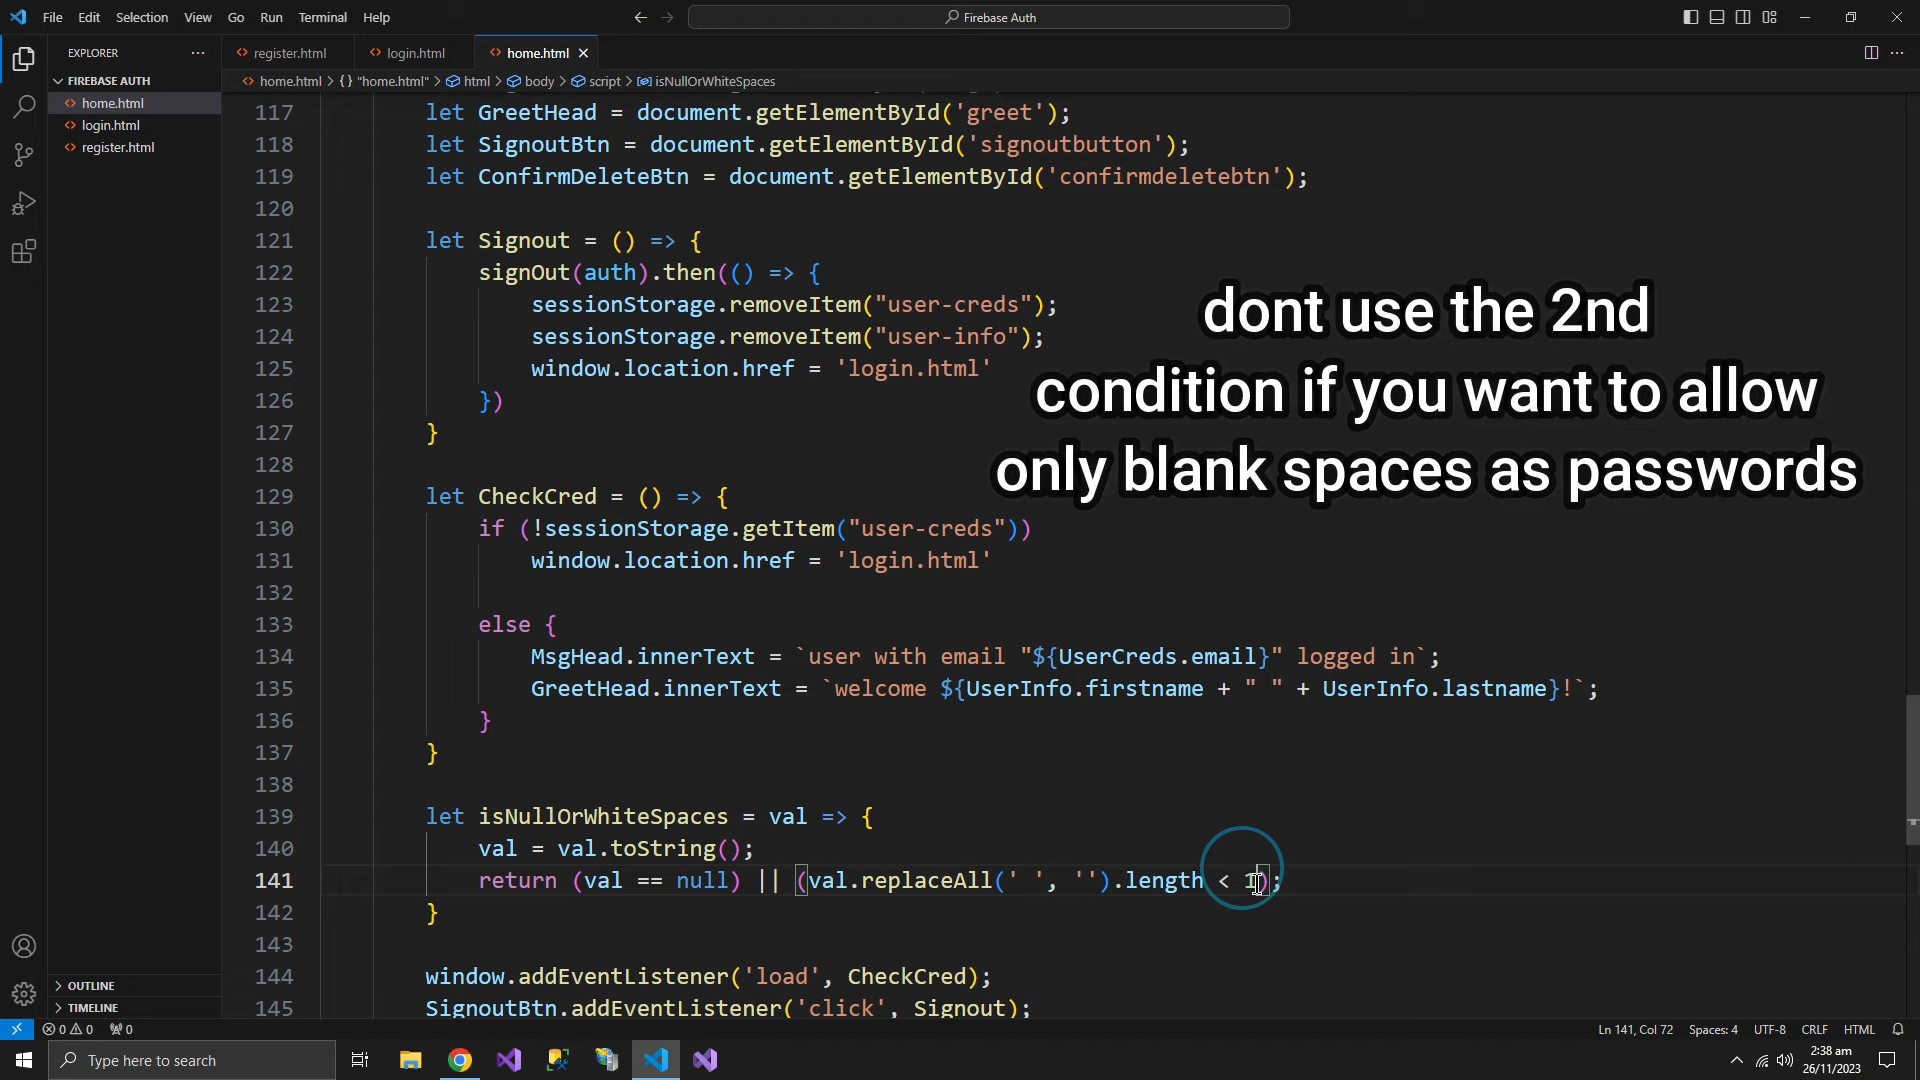 File Edit Selection View Go Run Terminal Help
Firebase Auth
EXPLORER
register.html
login.html
home.html
FIREBASE AUTH
home.html > {} "home.html" > html > body > script > isNullOrWhiteSpaces
home.html
login.html
register.html
117 let GreetHead = document.getElementById('greet');
118 let SignoutBtn = document.getElementById('signoutbutton');
119 let ConfirmDeleteBtn = document.getElementById('confirmdeletebtn');
120
121 let Signout = () => {
122 signOut(auth).then(() => {
123 sessionStorage.removeItem("user-creds");
124 sessionStorage.removeItem("user-info");
125 window.location.href = 'login.html'
126 })
127 }
128
129 let CheckCred = () => {
130 if (!sessionStorage.getItem("user-creds"))
131 window.location.href = 'login.html'
132
133 else {
134 MsgHead.innerText = `user with email "${UserCreds.email}" logged in`;
135 GreetHead.innerText = `welcome ${UserInfo.firstname + " " + UserInfo.lastname}!`;
136 }
137 }
138
139 let isNullOrWhiteSpaces = val => {
140 val = val.toString();
141 return (val == null) || (val.replaceAll(' ', '').length < 1);
142 }
143
144 window.addEventListener('load', CheckCred);
145 SignoutBtn.addEventListener('click', Signout);
dont use the 2nd
condition if you want to allow
only blank spaces as passwords
OUTLINE
TIMELINE
0 0 0
Ln 141, Col 72 Spaces: 4 UTF-8 CRLF HTML
Type here to search
2:38 am
26/11/2023